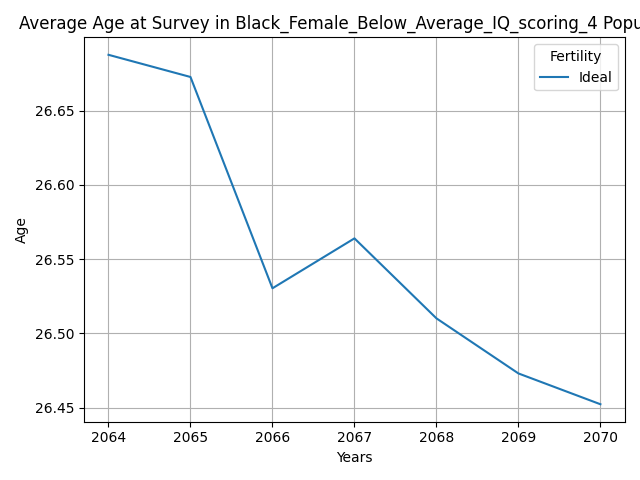 Average Age at Survey in Black_Female_Below_Average_IQ_scoring_4 Popu
Fertility
Ideal
26.65
26.60
26.55
26.50
26.45
Age
2064 2065 2066 2067 2068 2069 2070
Years